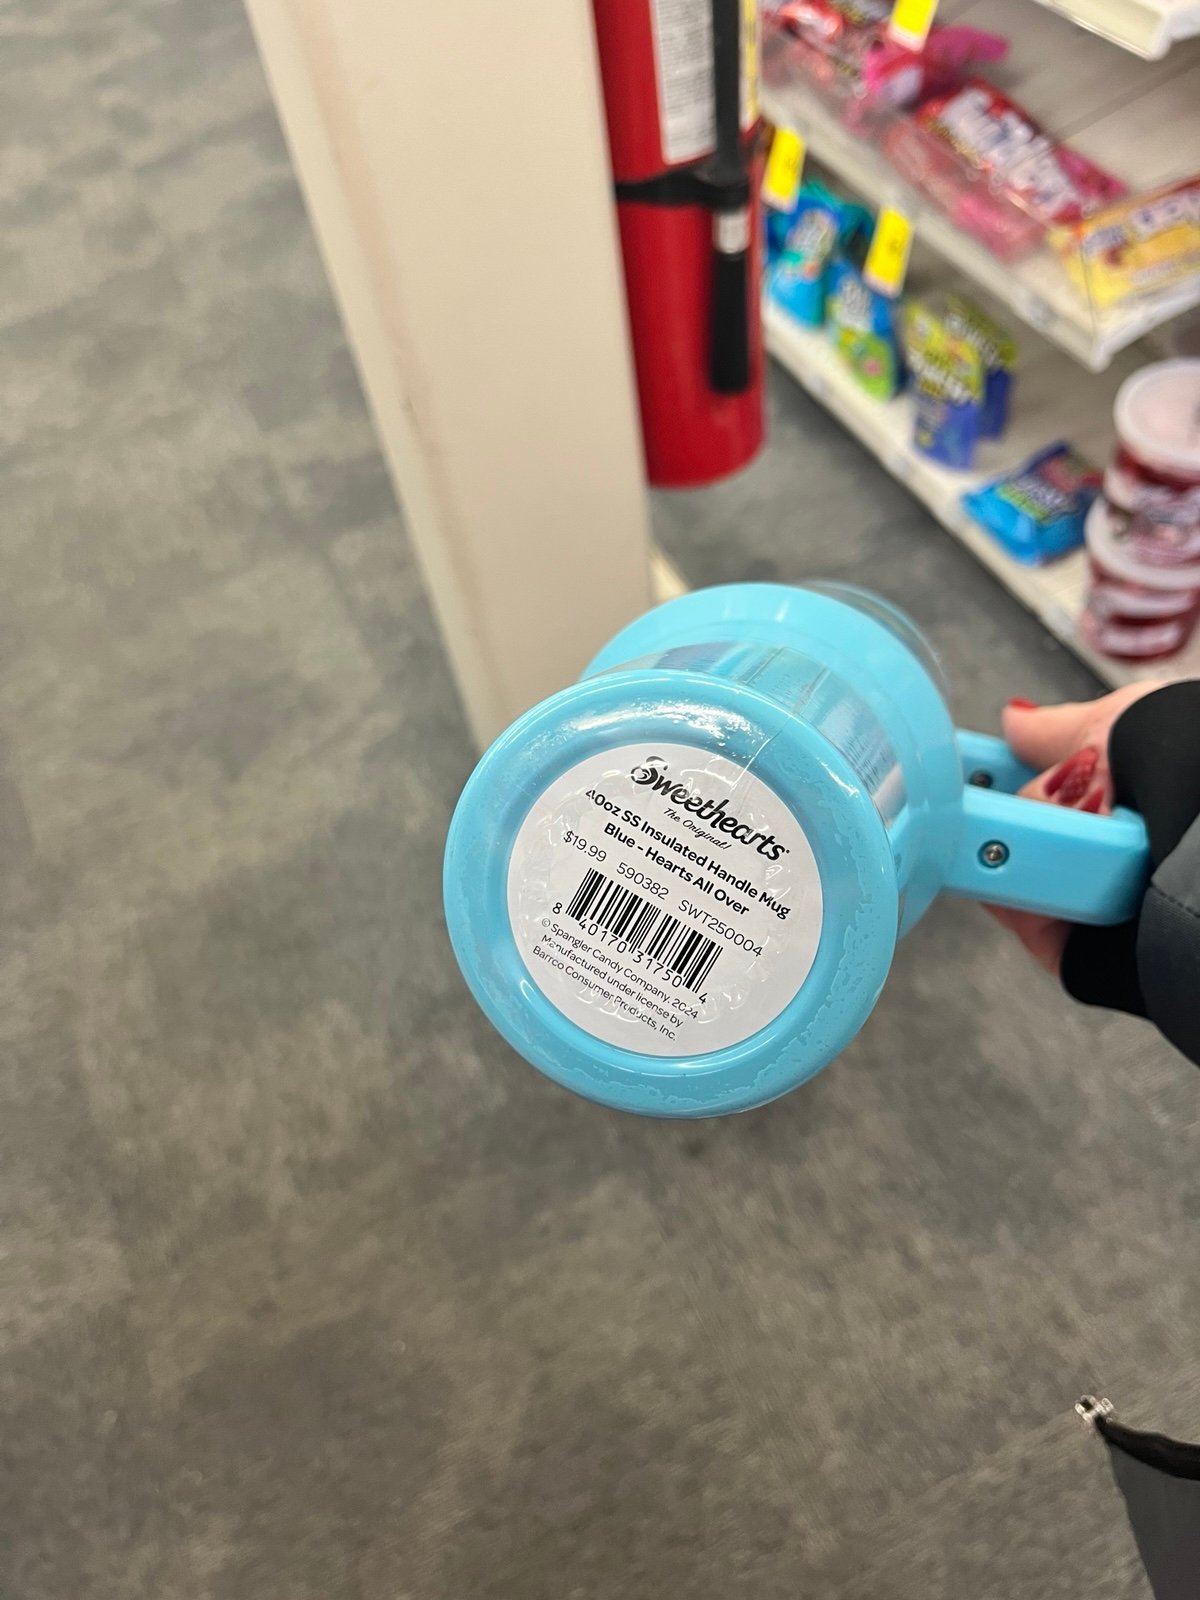 Sweethearts
The Original!
40oz SS Insulated Handle Mug
Blue - Hearts All Over
$19.99 590382 SWT250004
8 40170 31750 4
© Spangler Candy Company. 2024
Manufactured under license by
Barrco Consumer Products, Inc.